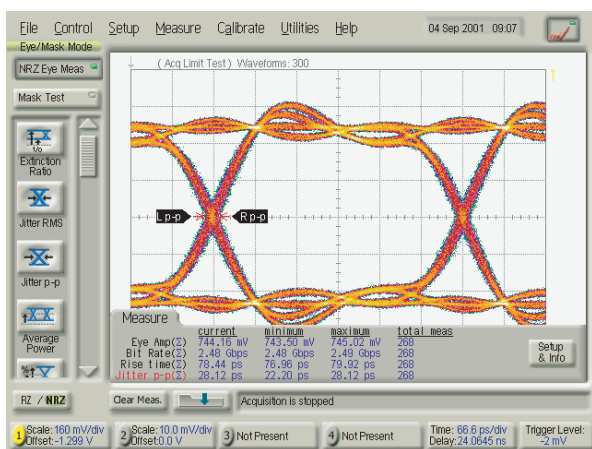 File Control Setup Measure Calibrate Utilities Help 04 Sep 2001 09:07
Eye/Mask Mode
NRZ Eye Meas
( Acq Limit Test ) Waveforms: 300
Mask Test
Extinction
Ratio
Jitter RMS
L p-p R p-p
Jitter p-p
Average
Power
Measure
current minimum maximum total meas
Eye Amp(Σ) 744.16 mV 743.50 mV 745.02 mV 268
Bit Rate(Σ) 2.48 Gbps 2.48 Gbps 2.49 Gbps 268
Rise time(Σ) 78.44 ps 76.96 ps 79.92 ps 268
Jitter p-p(Σ) 28.12 ps 22.20 ps 28.12 ps 268
Setup
& Info
RZ / NRZ
Clear Meas.
Acquisition is stopped
1 Scale: 160 mV/div
Offset: -1.299 V
2 Scale: 10.0 mV/div
Offset: 0.0 V
3 Not Present
4 Not Present
Time: 66.6 ps/div
Delay: 24.0645 ns
Trigger Level:
-2 mV